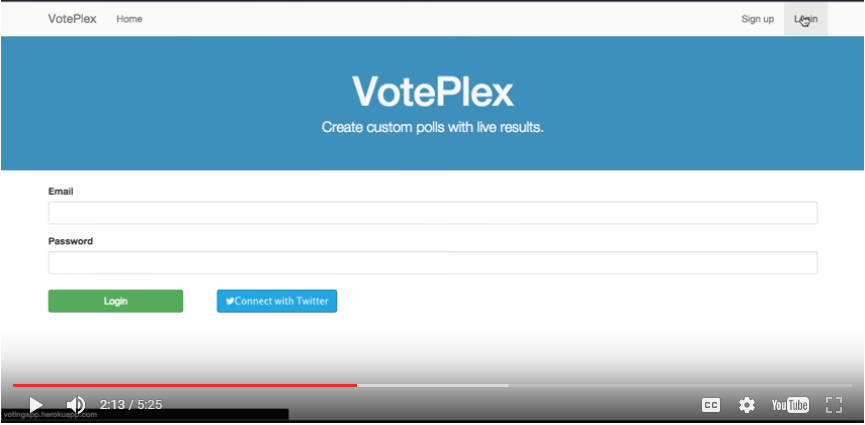 VotePlex Home Sign up Login
VotePlex
Create custom polls with live results.
Email
Password
Login Connect with Twitter
2:13 / 5:25 CC YouTube
votingapp.herokuapp.com